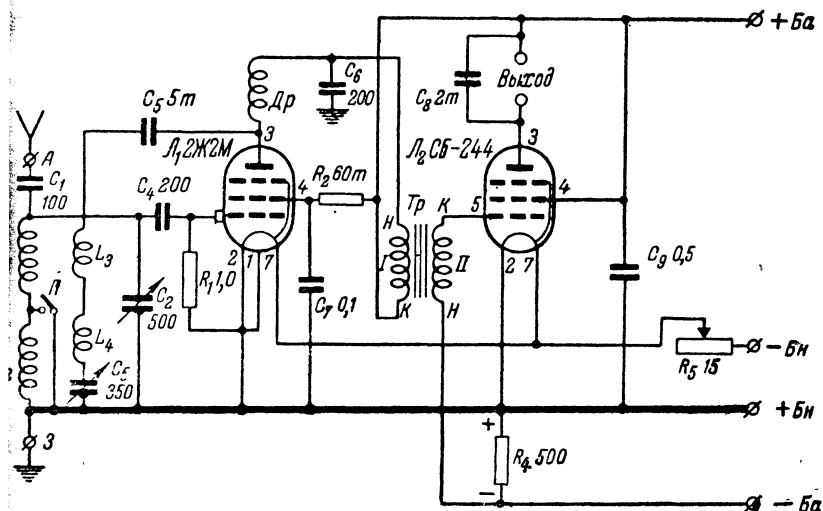 + Бa
C₆
200
C₅ 5т
Др
C₈ 2т
Выход
3
3
A
Л₁ 2Ж2М
Л₂ СБ-244
C₁
100
C₄ 200
4
R₂ 60т
Тр
4
Н
К
5
L₃
2
1
7
I
II
2
7
C₉ 0,5
П
R₁ 1,0
C₂
500
C₇ 0,1
К
Н
L₄
C₅
350
R₅ 15
− Бн
+ Бн
З
+
R₄ 500
−
− Ба